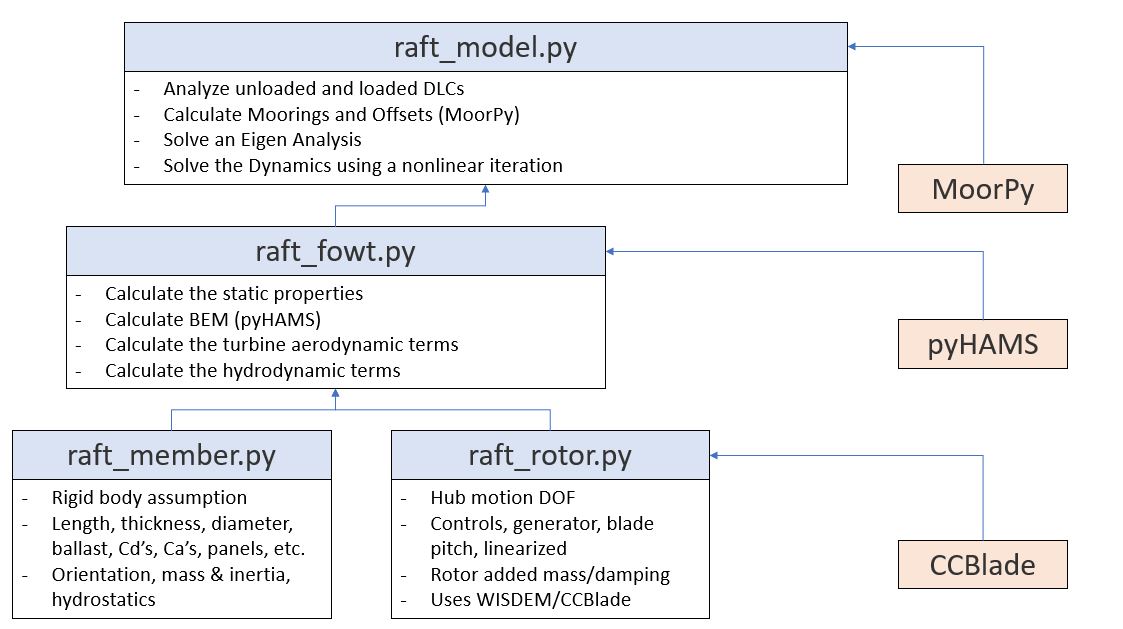 raft_model.py
- Analyze unloaded and loaded DLCs
- Calculate Moorings and Offsets (MoorPy)
- Solve an Eigen Analysis
- Solve the Dynamics using a nonlinear iteration
MoorPy
raft_fowt.py
- Calculate the static properties
- Calculate BEM (pyHAMS)
- Calculate the turbine aerodynamic terms
- Calculate the hydrodynamic terms
pyHAMS
raft_member.py
- Rigid body assumption
- Length, thickness, diameter,
ballast, Cd’s, Ca’s, panels, etc.
- Orientation, mass & inertia,
hydrostatics
raft_rotor.py
- Hub motion DOF
- Controls, generator, blade
pitch, linearized
- Rotor added mass/damping
- Uses WISDEM/CCBlade
CCBlade